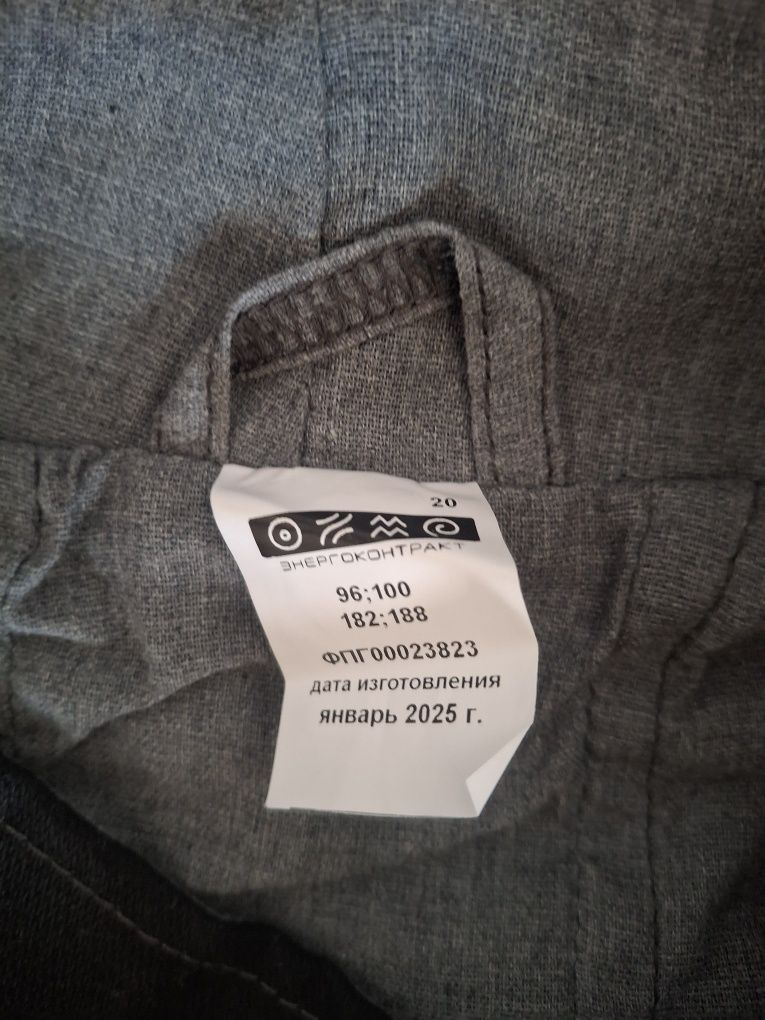 20
ЭНЕРГОКОНТРАКТ
96;100
182;188
ФПГ00023823
дата изготовления
январь 2025 г.